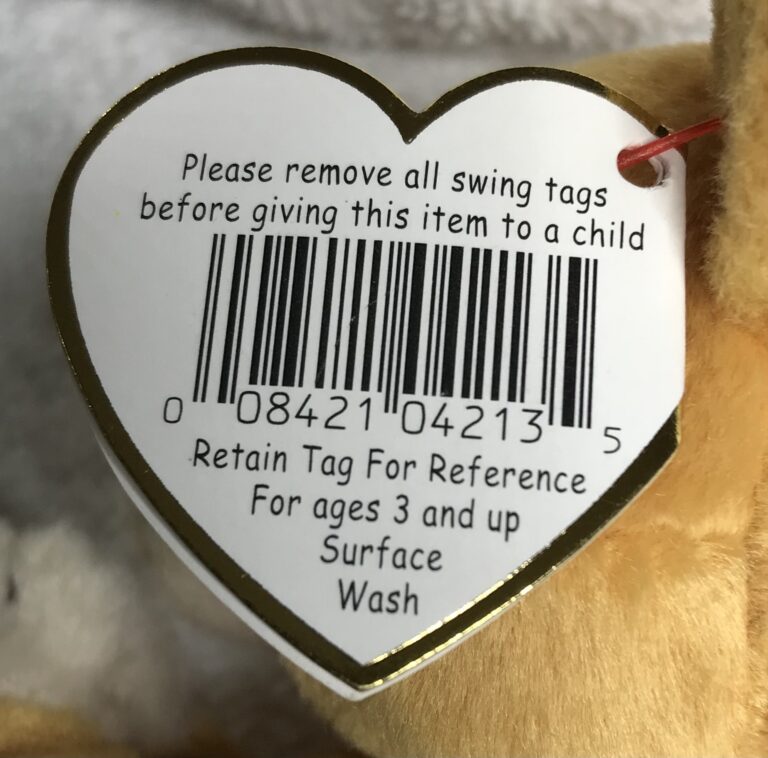 Please remove all swing tags
before giving this item to a child
0 08421 04213 5
Retain Tag For Reference
For ages 3 and up
Surface
Wash